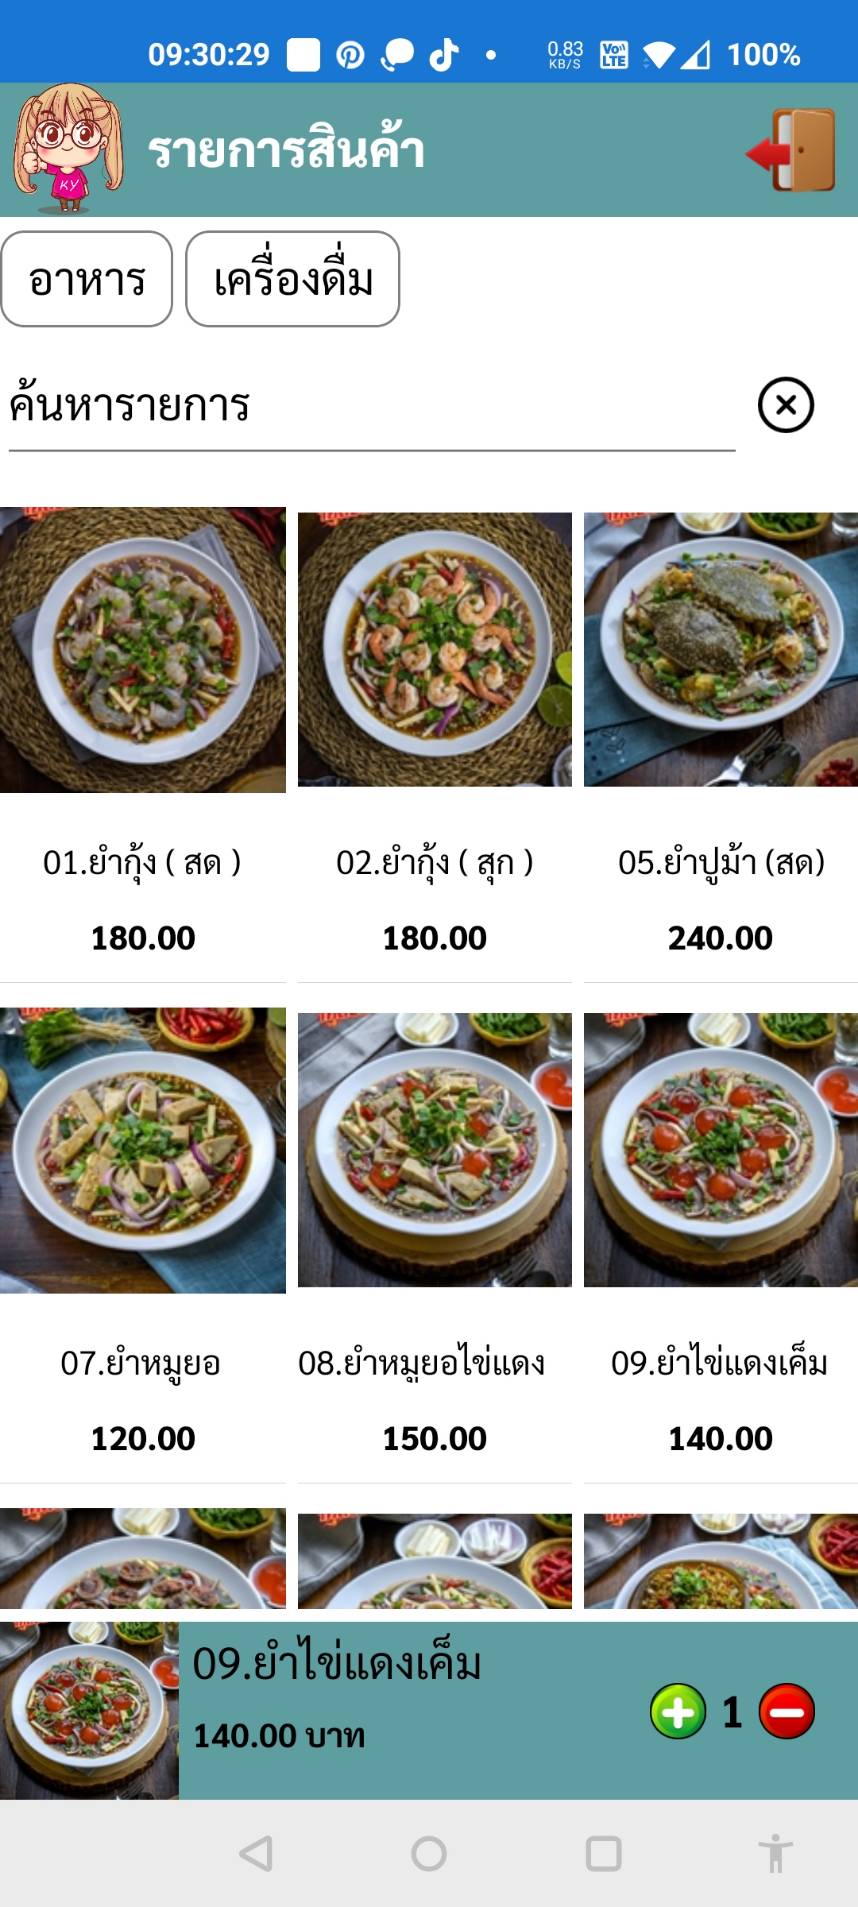 09:30:29 0.83 KB/S VoLTE 100%
KY
รายการสินค้า
อาหาร เครื่องดื่ม
ค้นหารายการ
01.ยำกุ้ง ( สด ) 02.ยำกุ้ง ( สุก ) 05.ยำปูม้า (สด)
180.00 180.00 240.00
07.ยำหมูยอ 08.ยำหมูยอไข่แดง 09.ยำไข่แดงเค็ม
120.00 150.00 140.00
09.ยำไข่แดงเค็ม
140.00 บาท
1